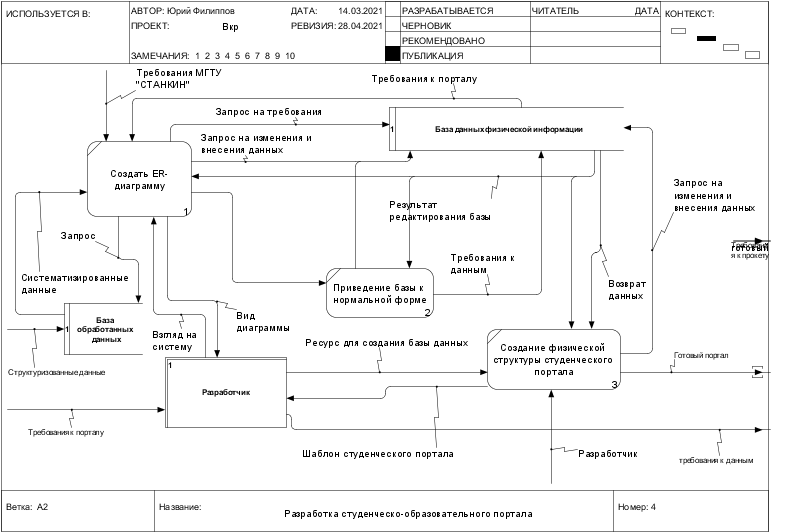 ИСПОЛЬЗУЕТСЯ В:
АВТОР: Юрий Филиппов
ДАТА: 14.03.2021
РАЗРАБАТЫВАЕТСЯ
ЧИТАТЕЛЬ
ДАТА
КОНТЕКСТ:
ПРОЕКТ: Вкр
РЕВИЗИЯ: 28.04.2021
ЧЕРНОВИК
РЕКОМЕНДОВАНО
ЗАМЕЧАНИЯ: 1 2 3 4 5 6 7 8 9 10
ПУБЛИКАЦИЯ
Требования МГТУ
"СТАНКИН"
Требования к порталу
Запрос на требования
1
База данных физической информации
Запрос на изменения и
внесения данных
Создать ER-
диаграмму
1
Запрос на
изменения и
внесения данных
Результат
редактирования базы
Запрос
готовый
я к проекту
Требования к
данным
Систематизированные
данные
Возврат
данных
Приведение базы к
нормальной форме
2
1
База
обработанных
данных
Вид
диаграммы
Взгляд на
систему
Ресурс для создания базы данных
Создание физической
структуры студенческого
портала
3
Готовый портал
Структуризованные данные
1
Разработчик
Требования к порталу
Шаблон студенческого портала
Разработчик
требования к данным
Ветка: A2
Название:
Разработка студенческо-образовательного портала
Номер: 4